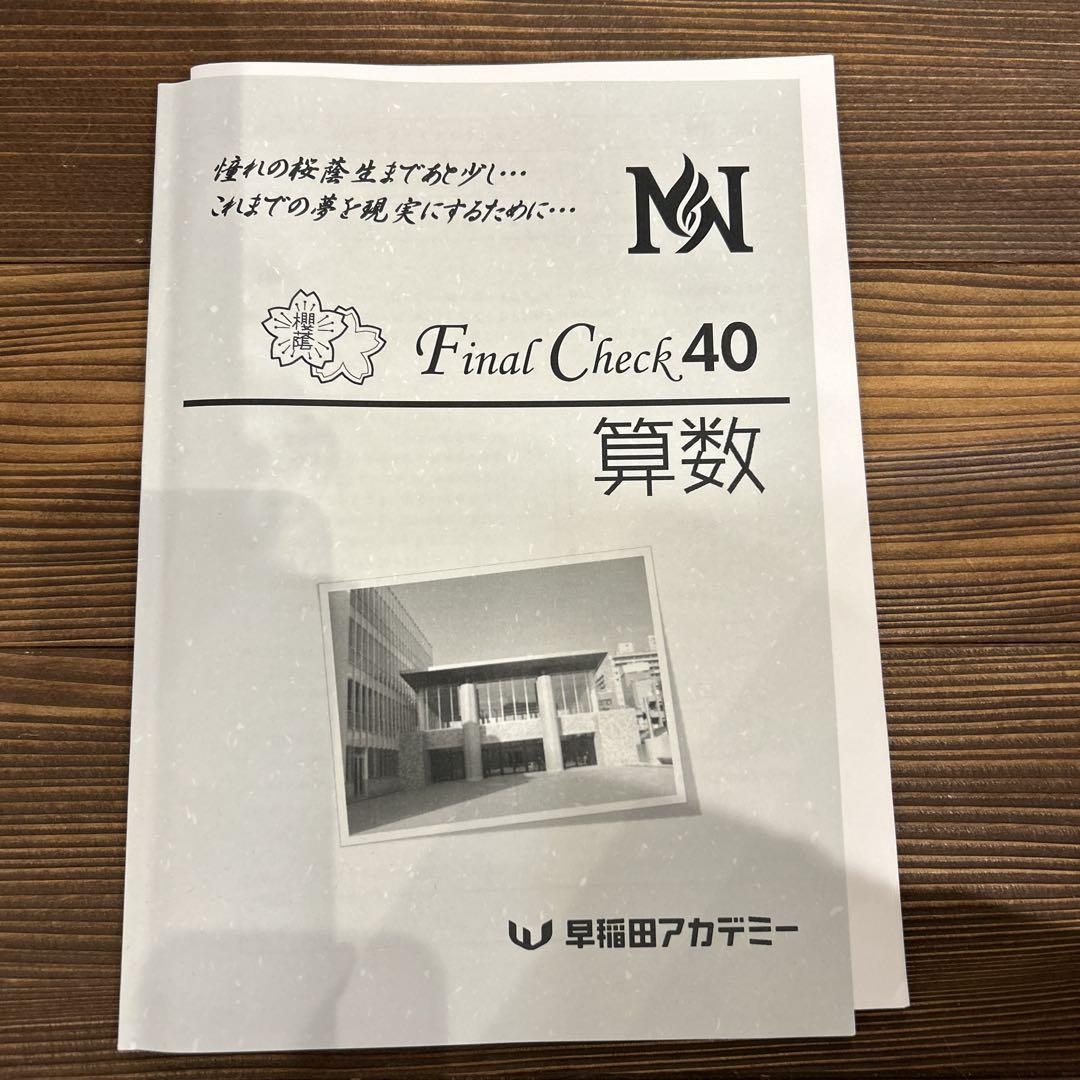 憧れの桜蔭生まであと少し…
これまでの夢を現実にするために…
NN
櫻蔭
Final Check 40
算数
早稲田アカデミー